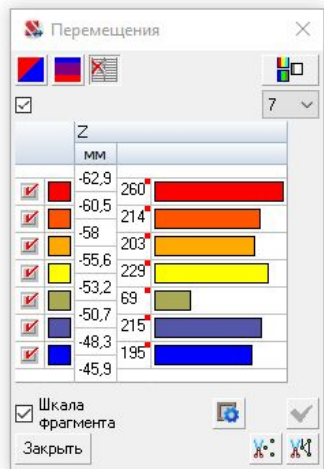 Перемещения
7
Z
мм
-62,9
260
-60,5
214
-58
203
-55,6
229
-53,2
69
-50,7
215
-48,3
195
-45,9
Шкала
фрагмента
Закрыть